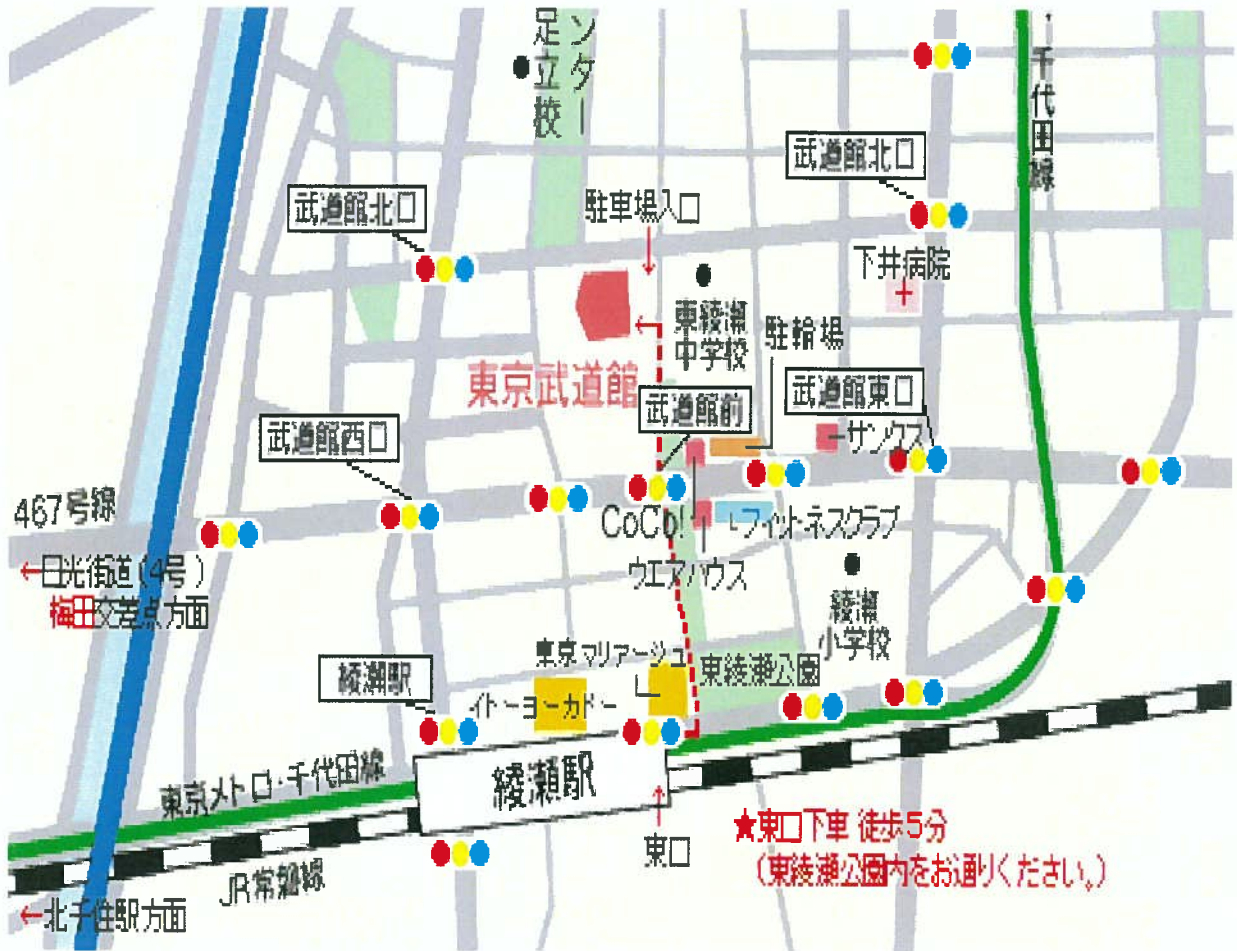 ンター
足立校
・千代田線
武道館北口
武道館北口
駐車場入口
下井病院
東綾瀬
中学校
駐輪場
東京武道館
武道館前
武道館東口
サンクス
武道館西口
467号線
CoCo!
フィットネスクラブ
ウエアハウス
←日光街道(4号)
梅田交差点方面
綾瀬
小学校
東京マリアージュ
東綾瀬公園
綾瀬駅
イトーヨーカドー
綾瀬駅
東京メトロ・千代田線
東口
★東口下車 徒歩5分
(東綾瀬公園内をお通りください。)
JR常磐線
←北千住駅方面